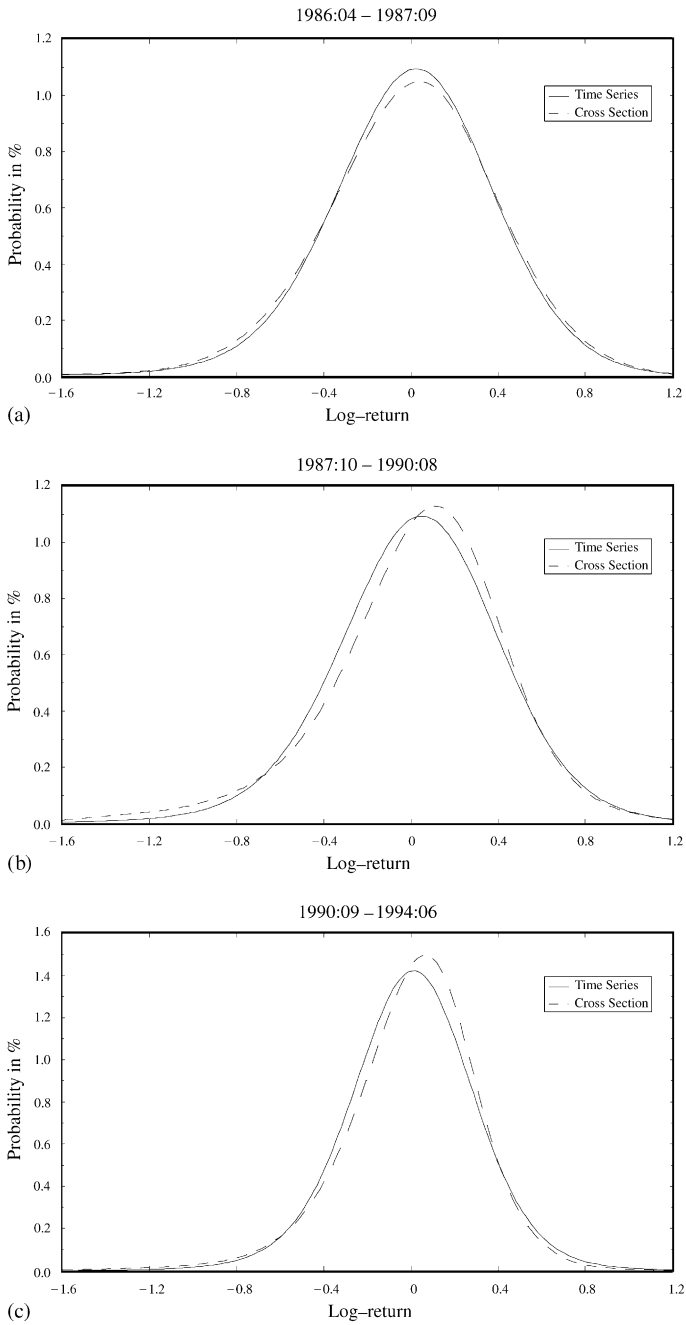 1986:04 – 1987:09
1.2
1.0
0.8
0.6
0.4
0.2
0.0
Probability in %
Time Series
Cross Section
−1.6 −1.2 −0.8 −0.4 0 0.4 0.8 1.2
(a)
Log–return
1987:10 – 1990:08
1.2
1.0
0.8
0.6
0.4
0.2
0.0
Probability in %
Time Series
Cross Section
−1.6 −1.2 −0.8 −0.4 0 0.4 0.8 1.2
(b)
Log–return
1990:09 – 1994:06
1.6
1.4
1.2
1.0
0.8
0.6
0.4
0.2
0.0
Probability in %
Time Series
Cross Section
−1.6 −1.2 −0.8 −0.4 0 0.4 0.8 1.2
(c)
Log–return